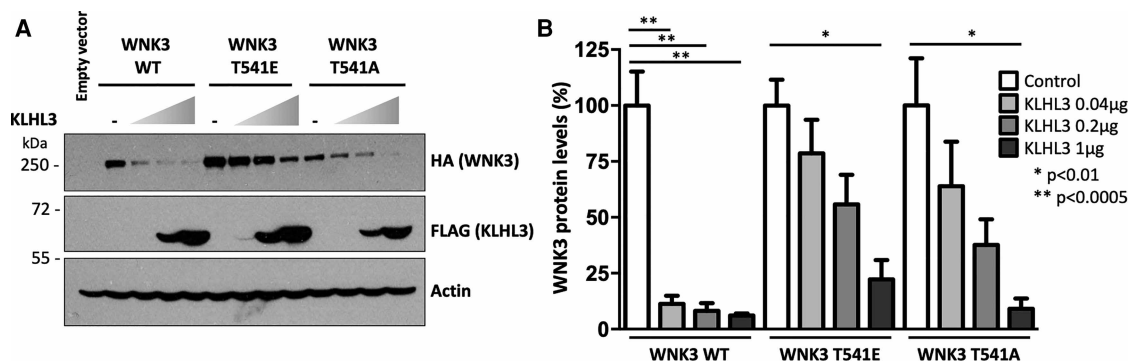 A
Empty vector
WNK3
WT
WNK3
T541E
WNK3
T541A
KLHL3
- - -
kDa
250 -
HA (WNK3)
72 -
FLAG (KLHL3)
55 -
Actin
B
WNK3 protein levels (%)
125
100
75
50
25
0
**
**
**
*
*
Control
KLHL3 0.04µg
KLHL3 0.2µg
KLHL3 1µg
* p<0.01
** p<0.0005
WNK3 WT
WNK3 T541E
WNK3 T541A